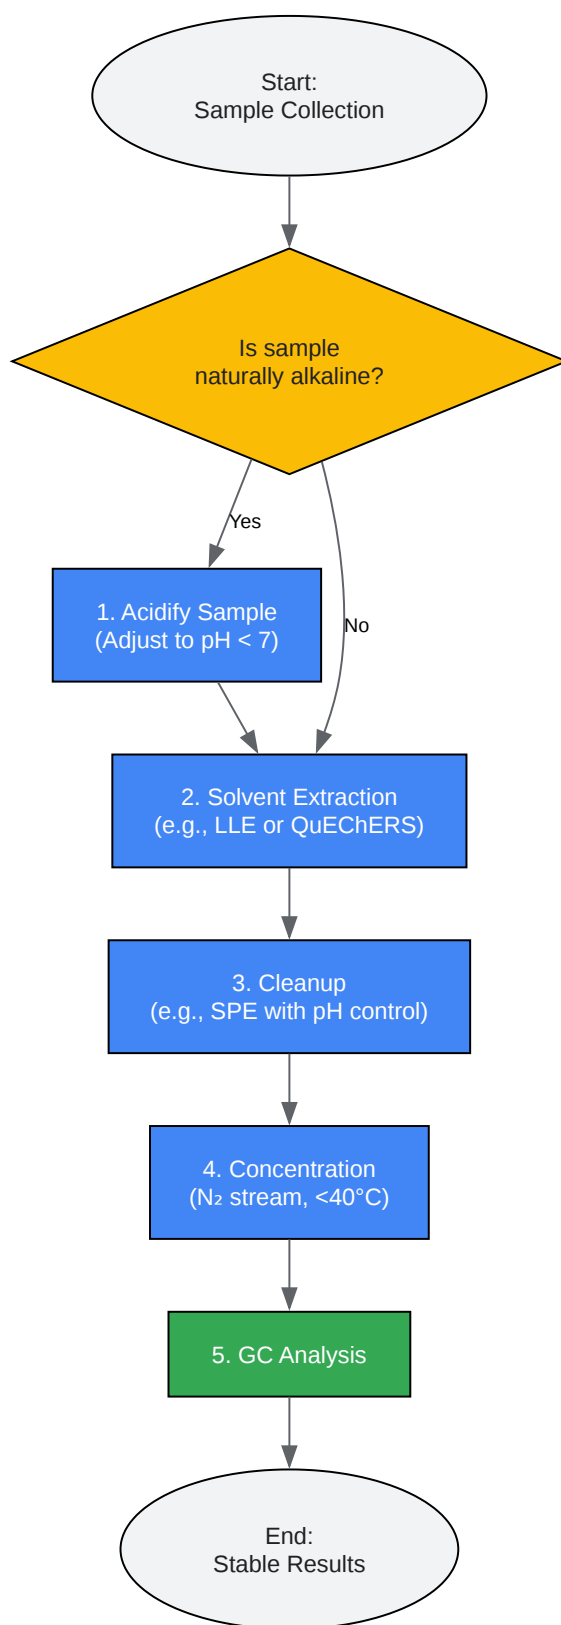 Start:
Sample Collection
Is sample
naturally alkaline?
Yes
1. Acidify Sample
(Adjust to pH < 7)
No
2. Solvent Extraction
(e.g., LLE or QuEChERS)
3. Cleanup
(e.g., SPE with pH control)
4. Concentration
(N₂ stream, <40°C)
5. GC Analysis
End:
Stable Results